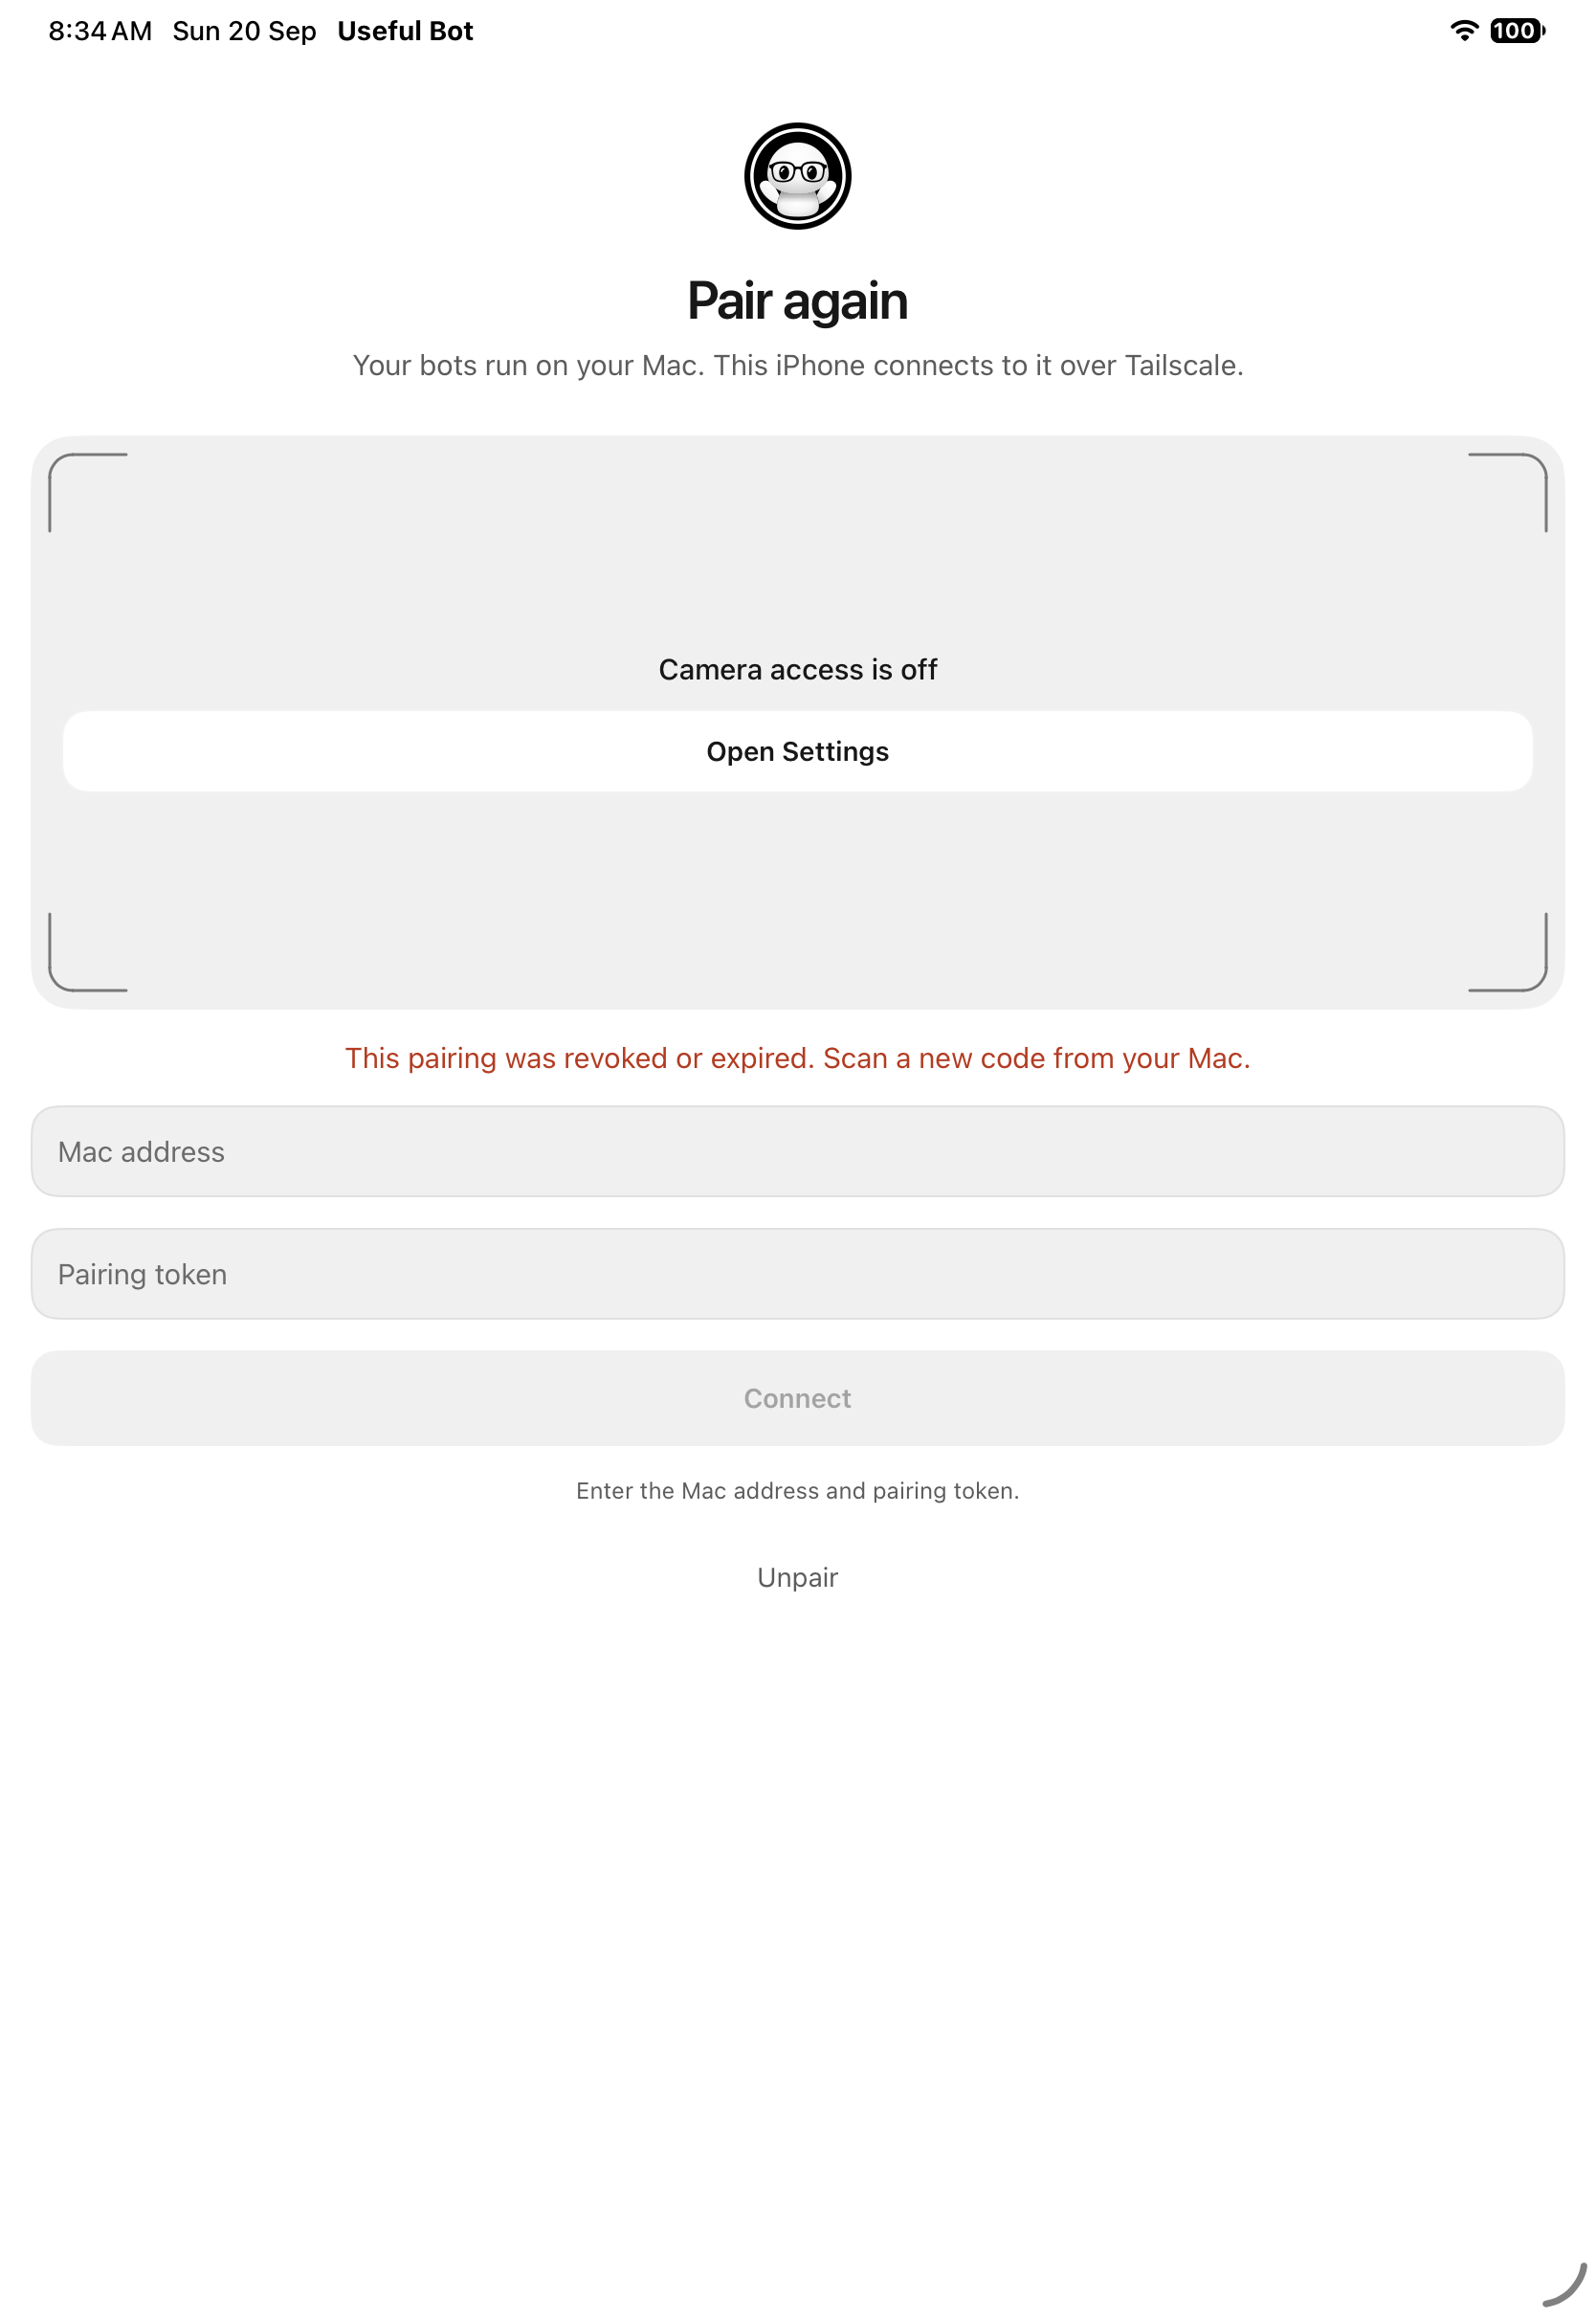 8:34 AM Sun 20 Sep Useful Bot
100
Pair again
Your bots run on your Mac. This iPhone connects to it over Tailscale.
Camera access is off
Open Settings
This pairing was revoked or expired. Scan a new code from your Mac.
Mac address
Pairing token
Connect
Enter the Mac address and pairing token.
Unpair